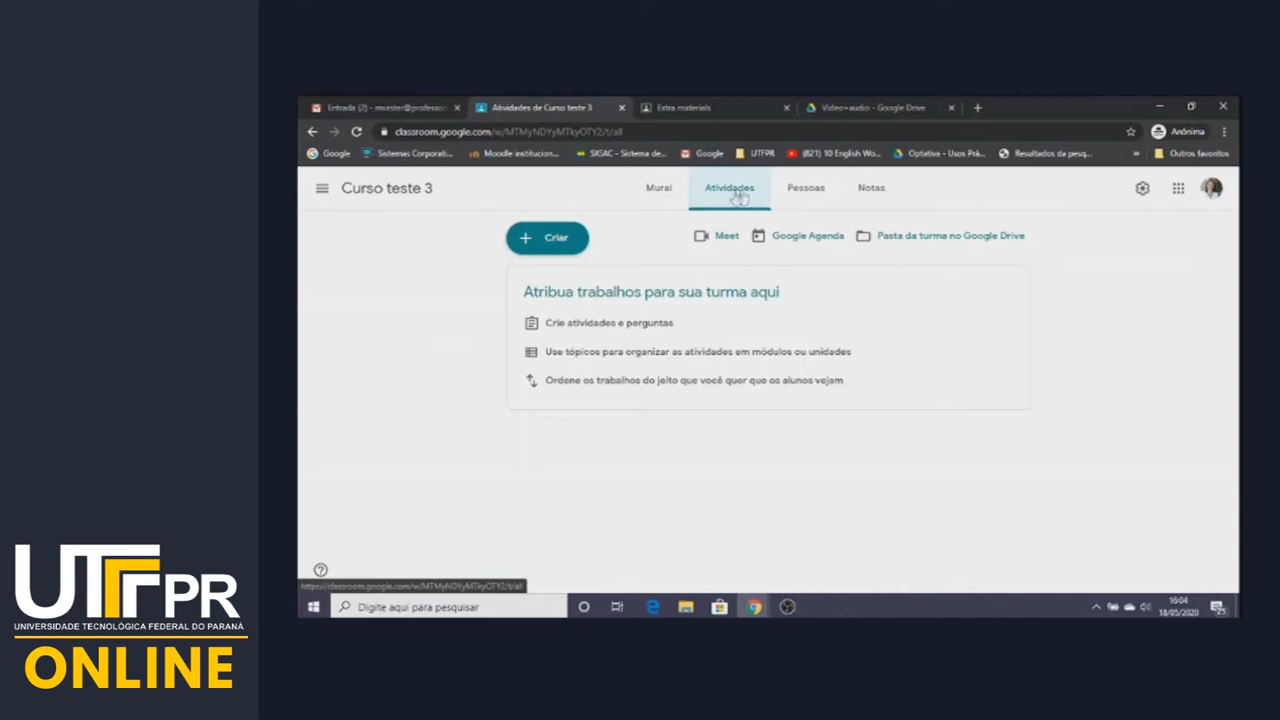 Entrada (2) - msester@professor
Atividades de Curso teste 3
Extra materials
Video+audio - Google Drive
classroom.google.com/w/MTMyNDYyMTkyOTY2/t/all
Anônima
Google
Sistemas Corporati...
Moodle institucion...
SIGAC - Sistema de...
Google
UTFPR
(821) 10 English Wo...
Optativa - Usos Prá...
Resultados da pesq...
»
Outros favoritos
Curso teste 3
Mural
Atividades
Pessoas
Notas
+ Criar
Meet
Google Agenda
Pasta da turma no Google Drive
Atribua trabalhos para sua turma aqui
Crie atividades e perguntas
Use tópicos para organizar as atividades em módulos ou unidades
Ordene os trabalhos do jeito que você quer que os alunos vejam
https://classroom.google.com/w/MTMyNDYyMTkyOTY2/t/all
Digite aqui para pesquisar
16:04
18/05/2020
25
UTFPR
UNIVERSIDADE TECNOLÓGICA FEDERAL DO PARANÁ
ONLINE